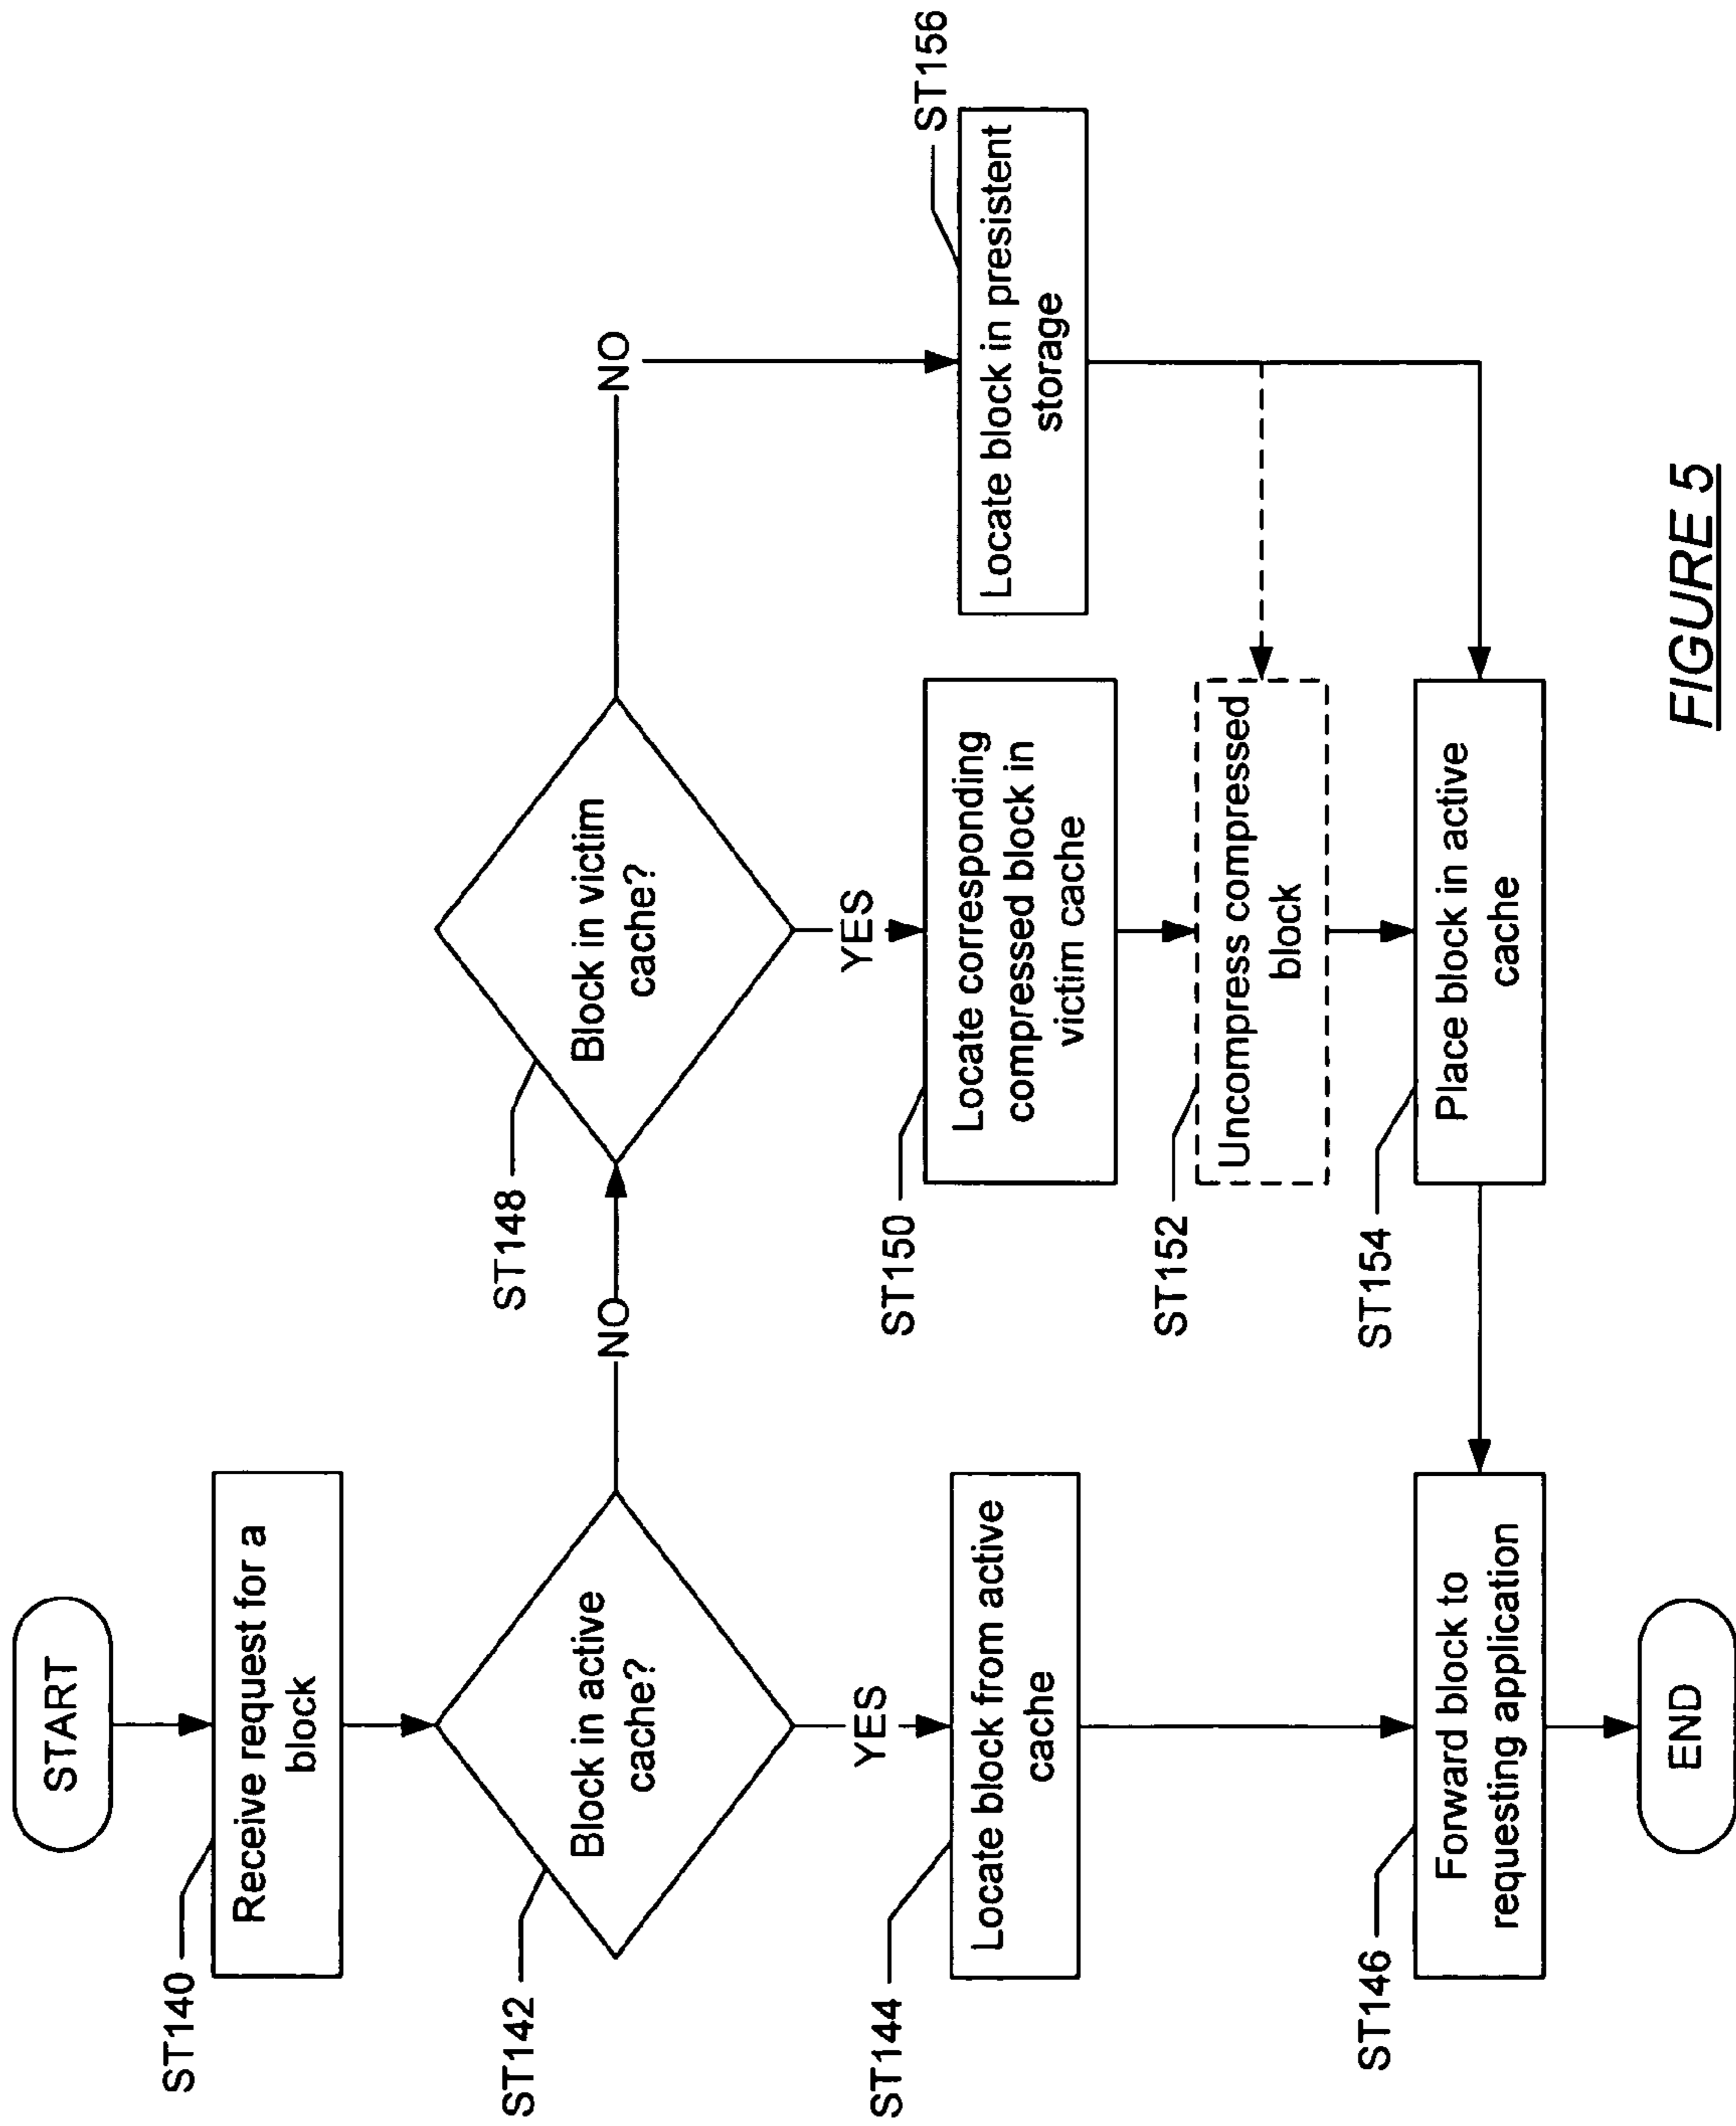 START
ST140
Receive request for a
block
ST142
Block in active
cache?
NO
YES
ST144
Locate block from active
cache
ST146
Forward block to
requesting application
END
ST148
Block in victim
cache?
NO
YES
ST150
Locate corresponding
compressed block in
victim cache
ST152
Uncompress compressed
block
ST154
Place block in active
cache
ST156
Locate block in presistent
storage
FIGURE 5